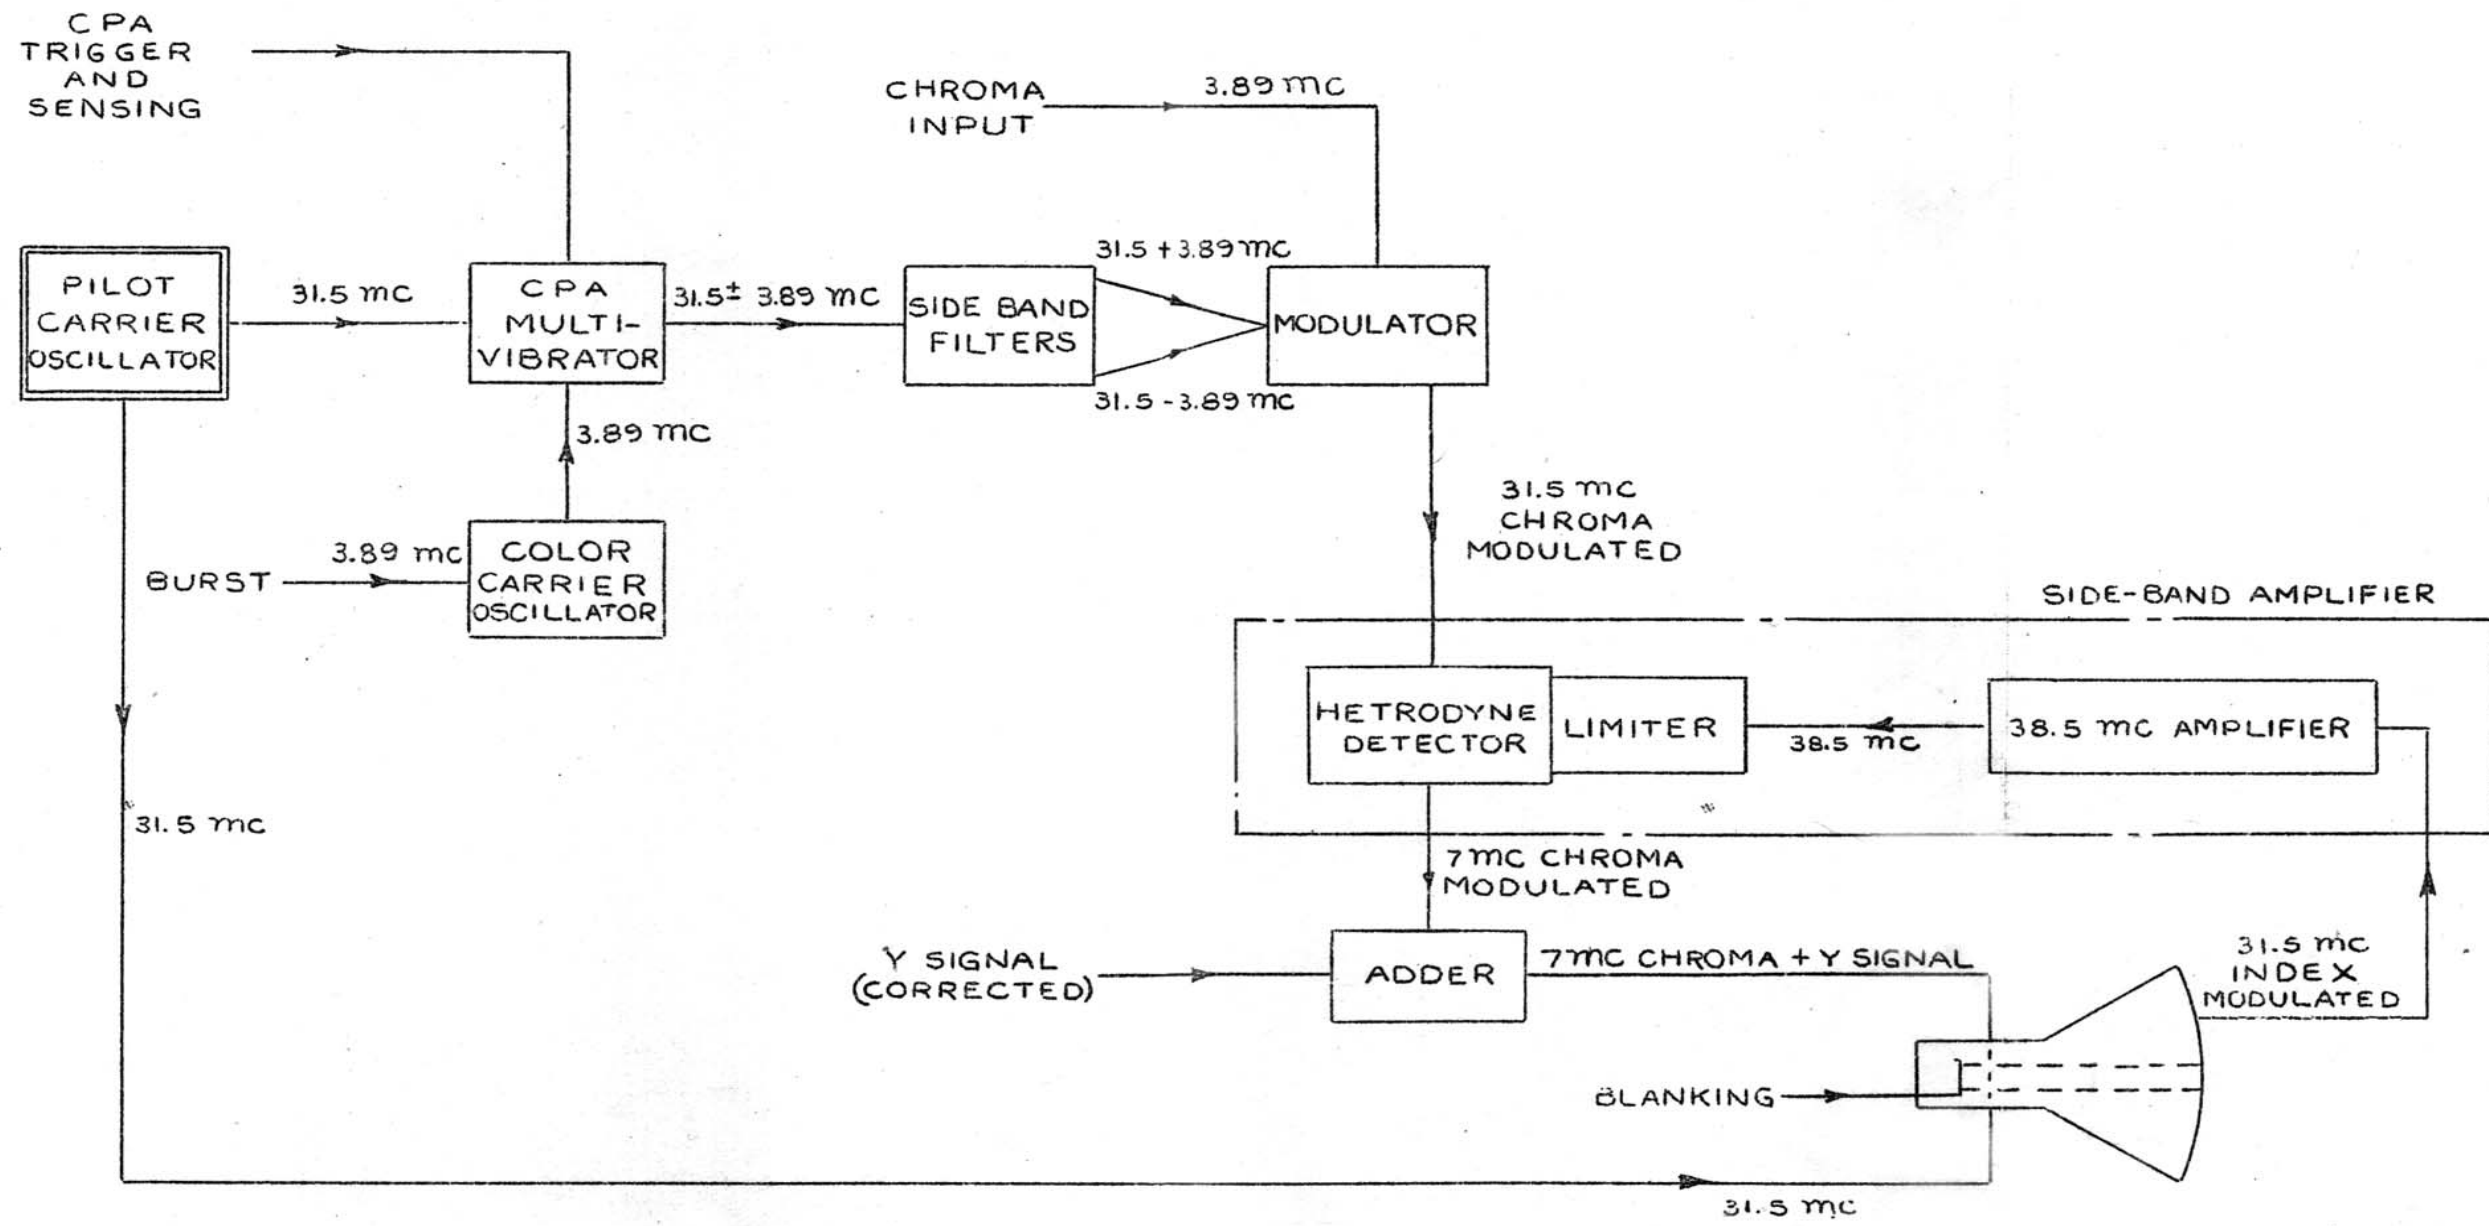 CPA
TRIGGER
AND
SENSING
CHROMA
INPUT
3.89 mc
PILOT
CARRIER
OSCILLATOR
31.5 mc
CPA
MULTI-
VIBRATOR
31.5± 3.89 mc
SIDE BAND
FILTERS
31.5 + 3.89 mc
31.5 - 3.89 mc
MODULATOR
3.89 mc
BURST
3.89 mc
COLOR
CARRIER
OSCILLATOR
31.5 mc
CHROMA
MODULATED
SIDE-BAND AMPLIFIER
HETRODYNE
DETECTOR
LIMITER
38.5 mc
38.5 mc AMPLIFIER
31.5 mc
7 mc CHROMA
MODULATED
Y SIGNAL
(CORRECTED)
ADDER
7 mc CHROMA + Y SIGNAL
31.5 mc
INDEX
MODULATED
BLANKING
31.5 mc